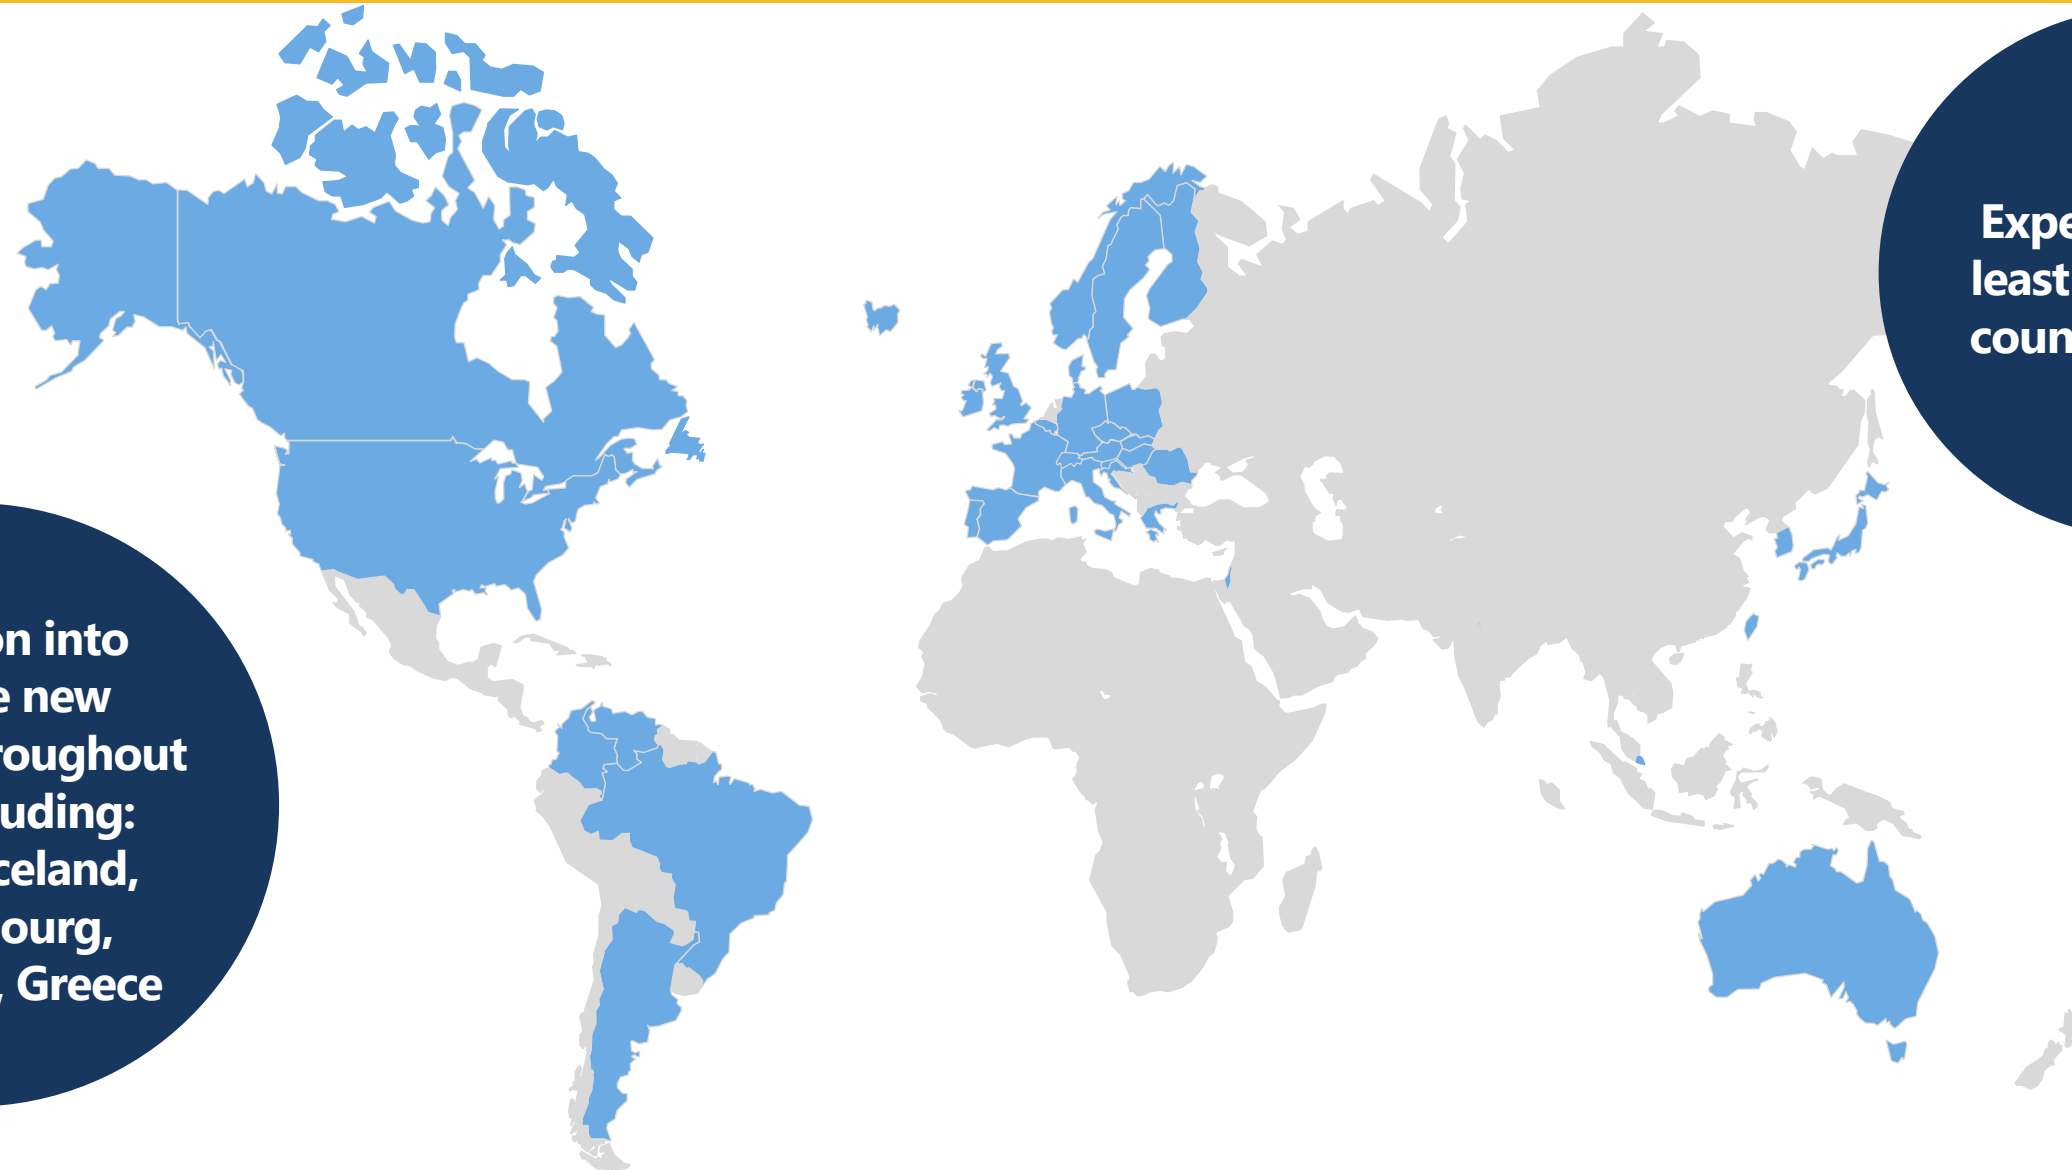 on into
new
roughout
uding:
celand,
ourg,
, Greece
Expe
least
coun